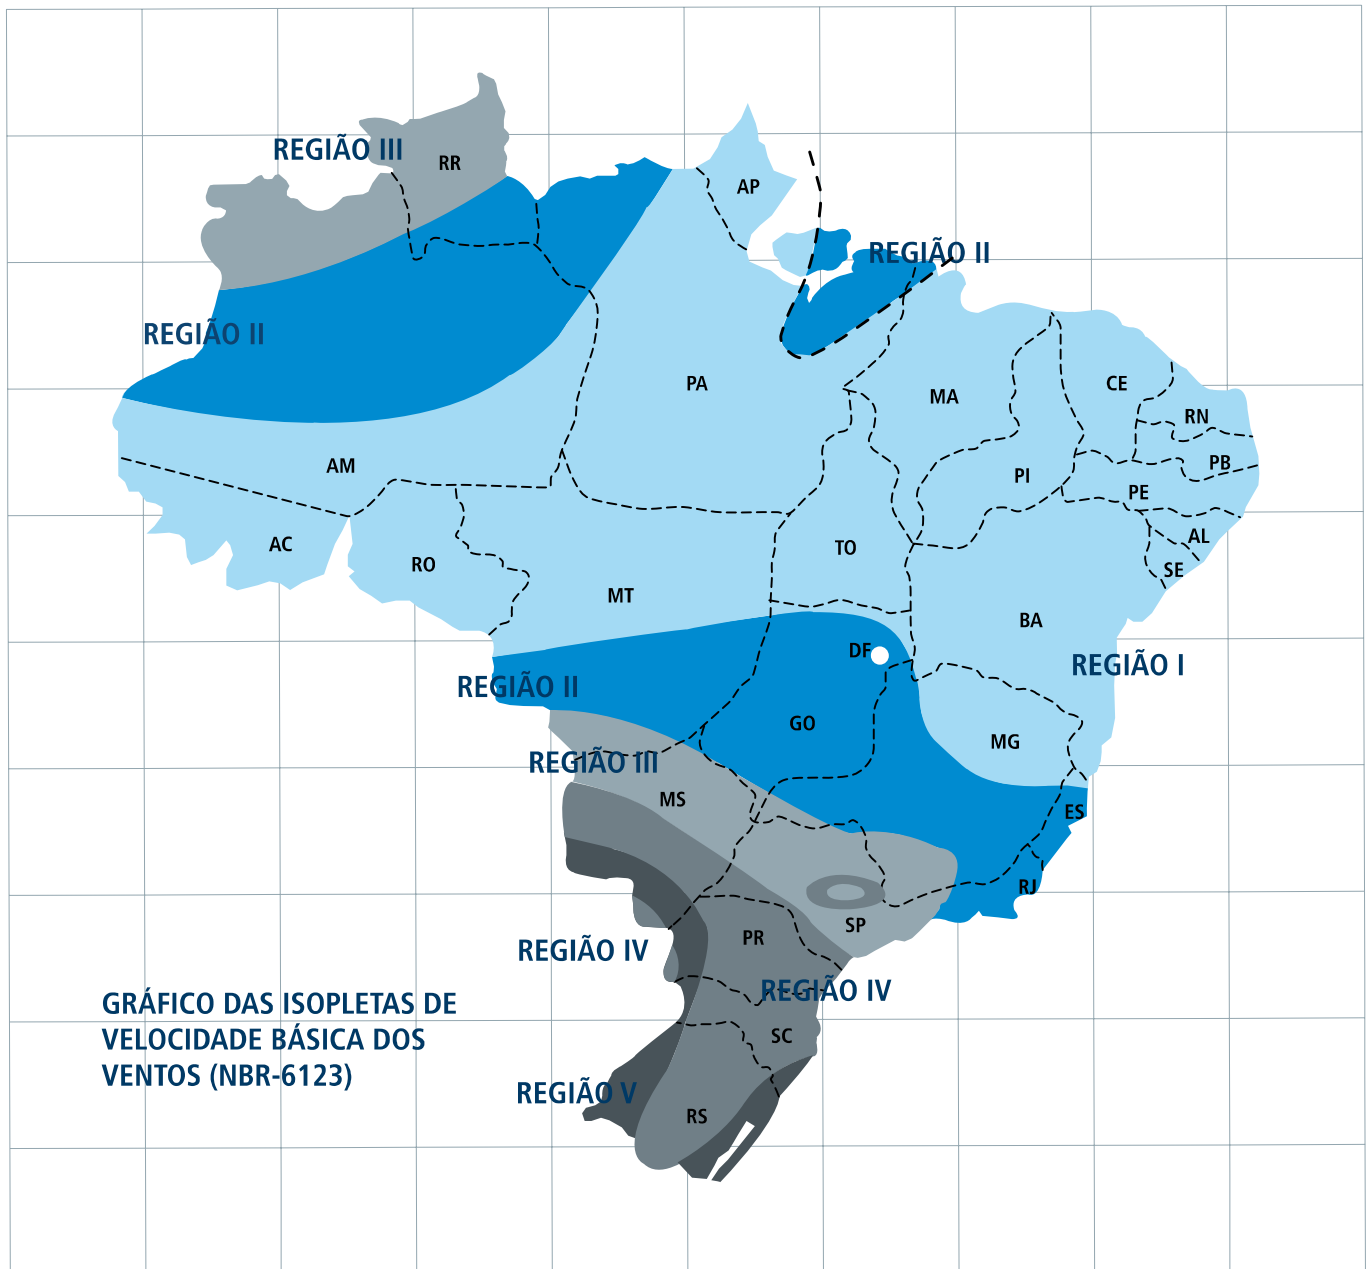 REGIÃO III
RR
AP
REGIÃO II
REGIÃO II
PA
MA
CE
RN
PB
AM
PI
PE
AC
RO
TO
AL
SE
MT
BA
DF
REGIÃO I
REGIÃO II
GO
MG
REGIÃO III
MS
ES
RJ
SP
PR
REGIÃO IV
REGIÃO IV
GRÁFICO DAS ISOPLETAS DE
VELOCIDADE BÁSICA DOS
VENTOS (NBR-6123)
SC
REGIÃO V
RS